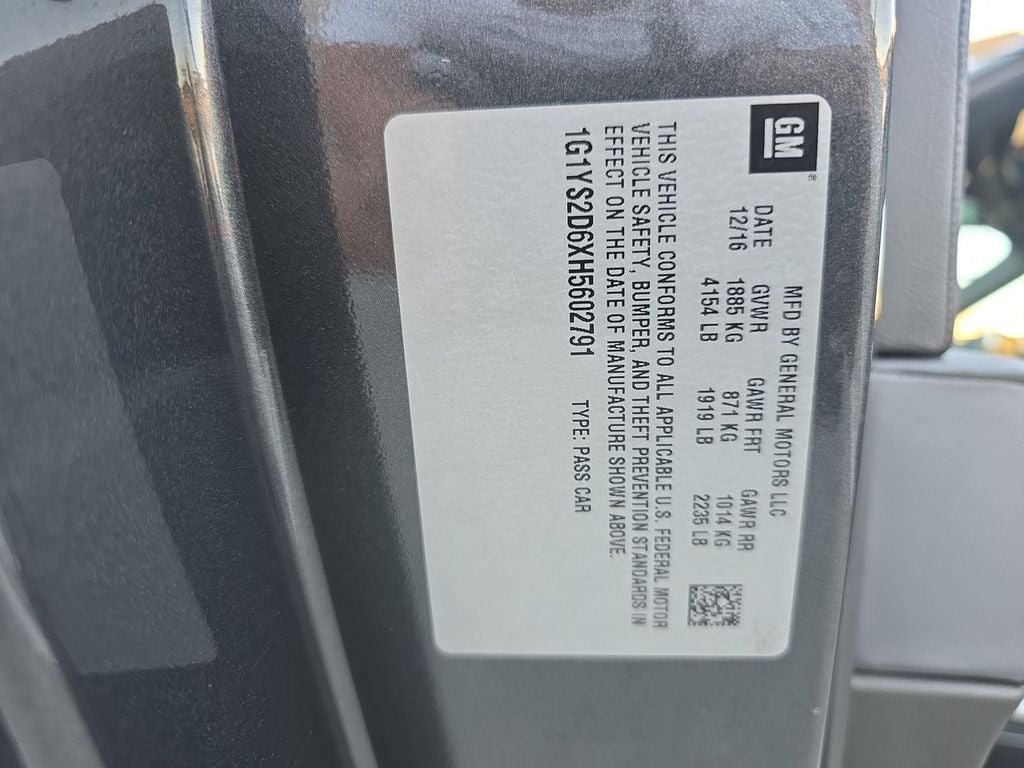 GM
®
MFD BY GENERAL MOTORS LLC
DATE GVWR GAWR FRT GAWR RR
12/16 1885 KG 871 KG 1014 KG
4154 LB 1919 LB 2235 LB
THIS VEHICLE CONFORMS TO ALL APPLICABLE U.S. FEDERAL MOTOR
VEHICLE SAFETY, BUMPER, AND THEFT PREVENTION STANDARDS IN
EFFECT ON THE DATE OF MANUFACTURE SHOWN ABOVE.
1G1YS2D6XH5602791 TYPE: PASS CAR